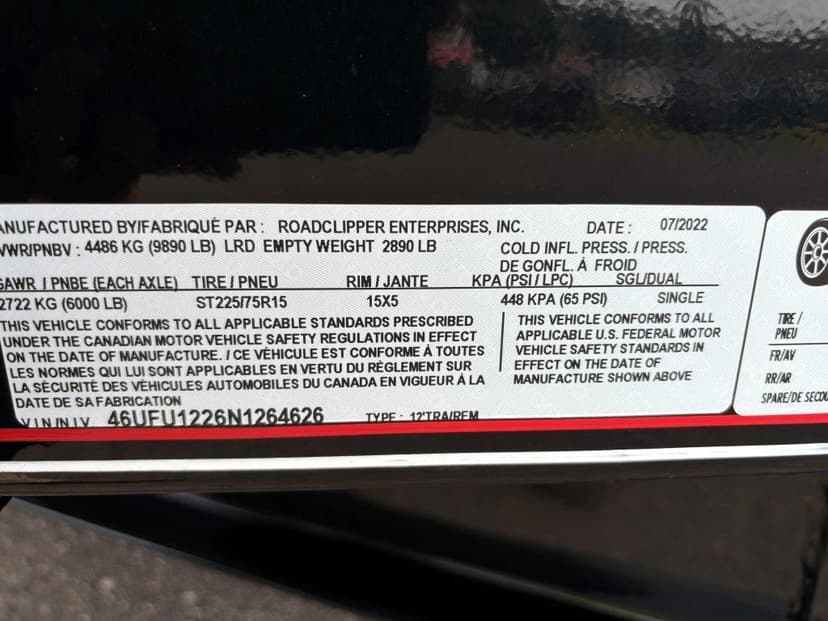 ANUFACTURED BY/FABRIQUÉ PAR : ROADCLIPPER ENTERPRISES, INC. DATE : 07/2022
VWR/PNBV : 4486 KG (9890 LB) LRD EMPTY WEIGHT 2890 LB COLD INFL. PRESS. / PRESS.
DE GONFL. À FROID
GAWR / PNBE (EACH AXLE) TIRE / PNEU RIM / JANTE KPA (PSI / LPC) SGL/DUAL
2722 KG (6000 LB) ST225/75R15 15X5 448 KPA (65 PSI) SINGLE
THIS VEHICLE CONFORMS TO ALL APPLICABLE STANDARDS PRESCRIBED
UNDER THE CANADIAN MOTOR VEHICLE SAFETY REGULATIONS IN EFFECT
ON THE DATE OF MANUFACTURE. / CE VÉHICULE EST CONFORME À TOUTES
LES NORMES QUI LUI SONT APPLICABLES EN VERTU DU RÈGLEMENT SUR
LA SÉCURITÉ DES VÉHICULES AUTOMOBILES DU CANADA EN VIGUEUR À LA
DATE DE SA FABRICATION
THIS VEHICLE CONFORMS TO ALL
APPLICABLE U.S. FEDERAL MOTOR
VEHICLE SAFETY STANDARDS IN
EFFECT ON THE DATE OF
MANUFACTURE SHOWN ABOVE
V.I.N./N.I.V. 46UFU1226N1264626 TYPE : 12'TRA/REM
TIRE /
PNEU
FR/AV
RR/AR
SPARE/DE SECOU